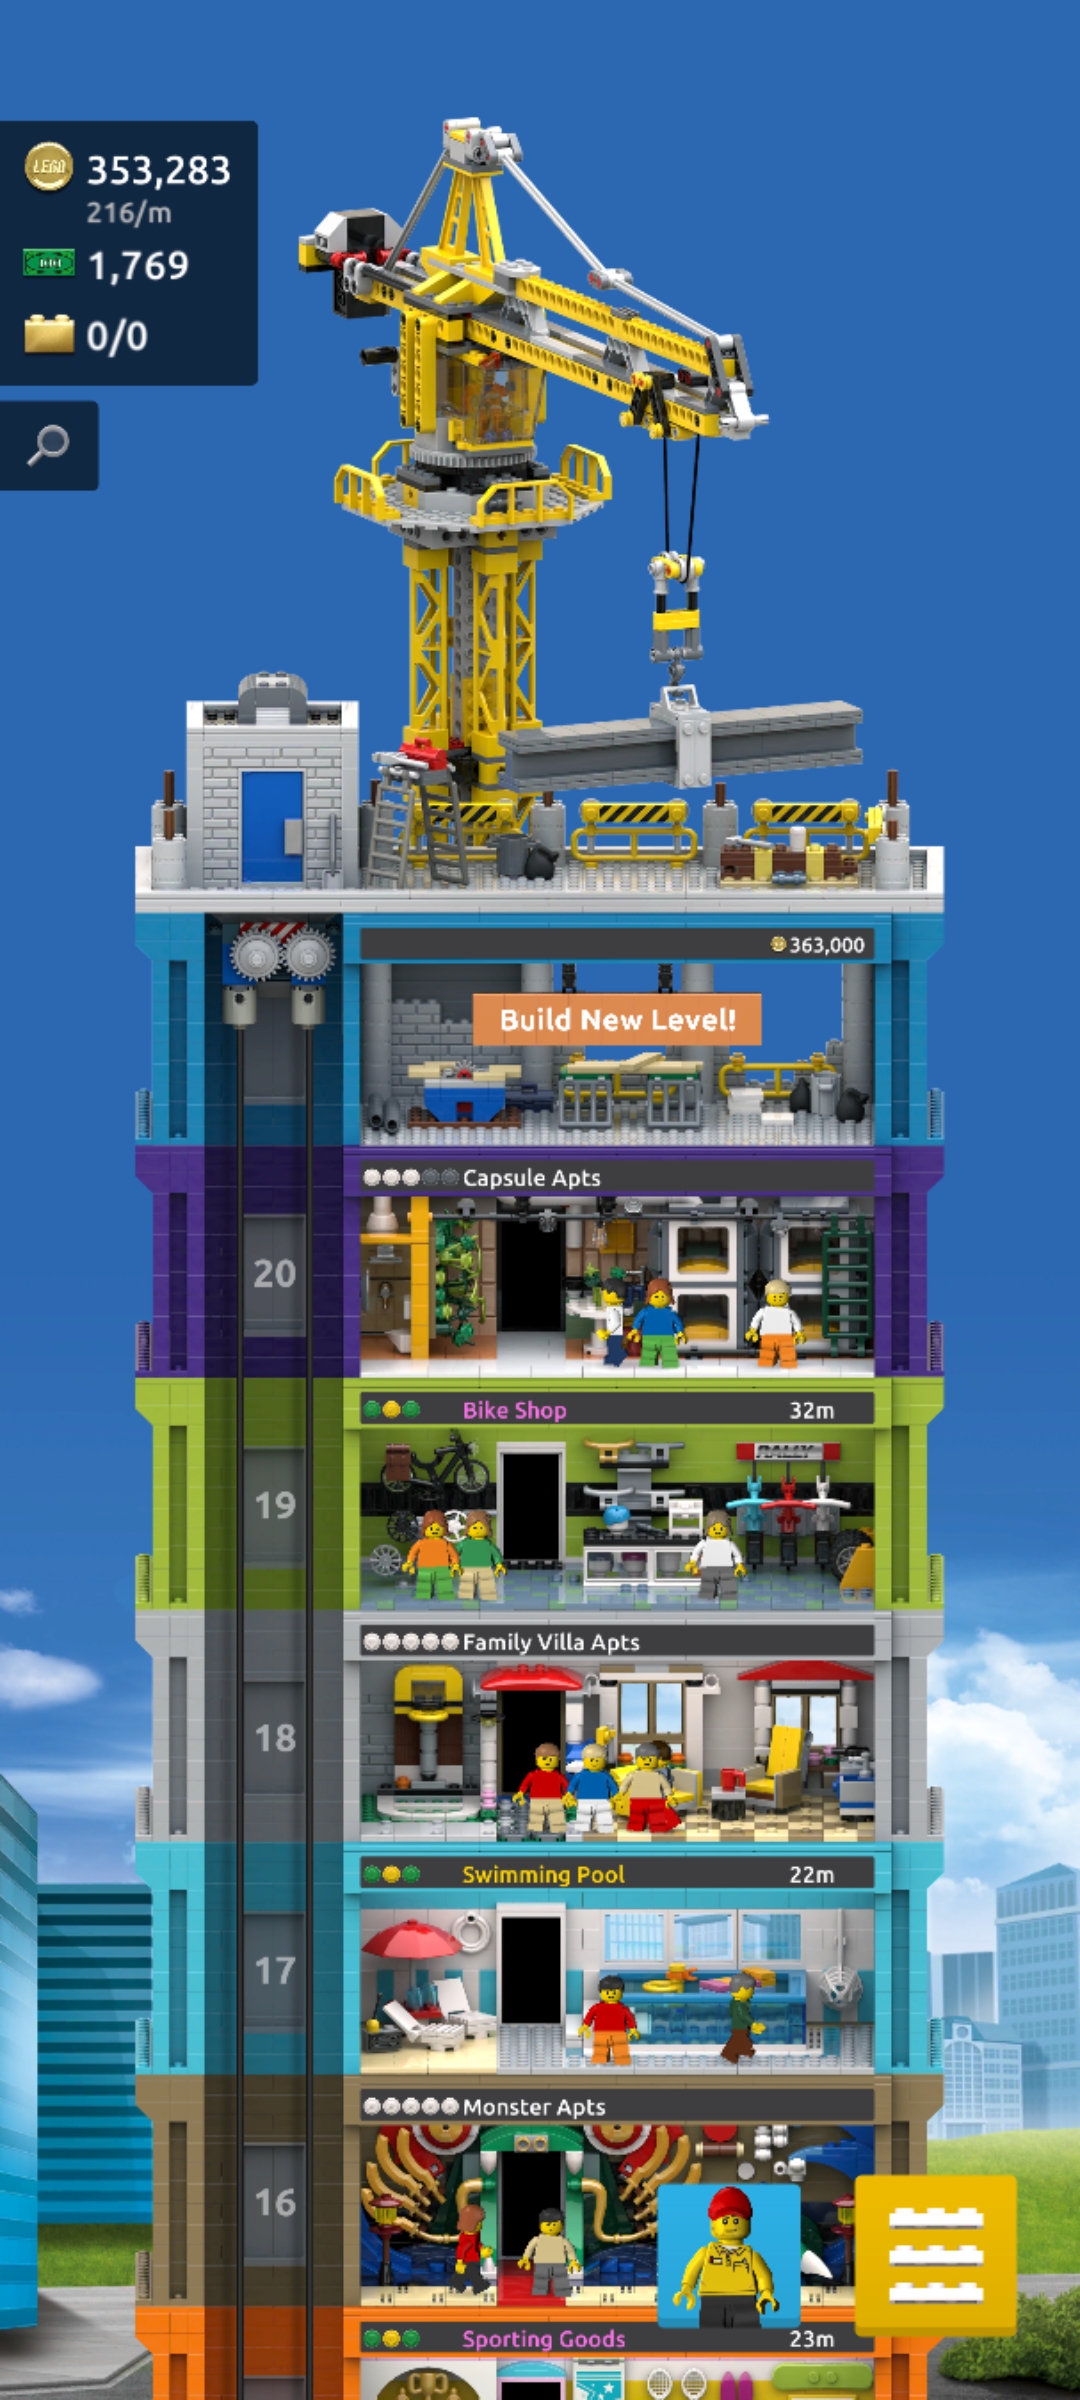 LEGO
353,283
216/m
1,769
0/0
363,000
Build New Level!
Capsule Apts
20
Bike Shop 32m
RALLY
19
Family Villa Apts
18
Swimming Pool 22m
17
Monster Apts
16
Sporting Goods 23m